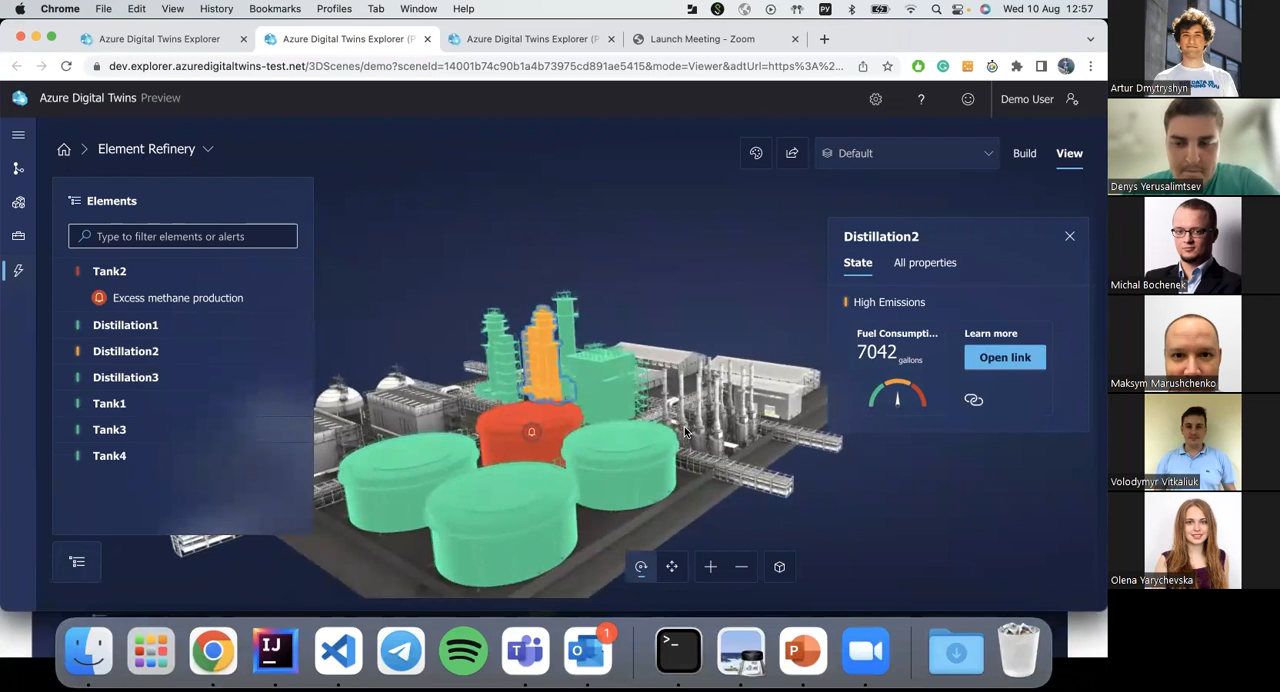 Chrome File Edit View History Bookmarks Profiles Tab Window Help Wed 10 Aug 12:57
Azure Digital Twins Explorer
Azure Digital Twins Explorer (P
Azure Digital Twins Explorer (P
Launch Meeting - Zoom
dev.explorer.azuredigitaltwins-test.net/3DScenes/demo?sceneId=14001b74c90b1a4b73975cd891ae5415&mode=Viewer&adtUrl=https%3A%2...
Azure Digital Twins Preview
Demo User
Element Refinery
Default
Build
View
Elements
Type to filter elements or alerts
Tank2
Excess methane production
Distillation1
Distillation2
Distillation3
Tank1
Tank3
Tank4
Distillation2
State All properties
High Emissions
Fuel Consumpti...
7042 gallons
Learn more
Open link
Artur Dmytryshyn
Denys Yerusalimtsev
Michal Bochenek
Maksym Marushchenko
Volodymyr Vitkaliuk
Olena Yarychevska
1